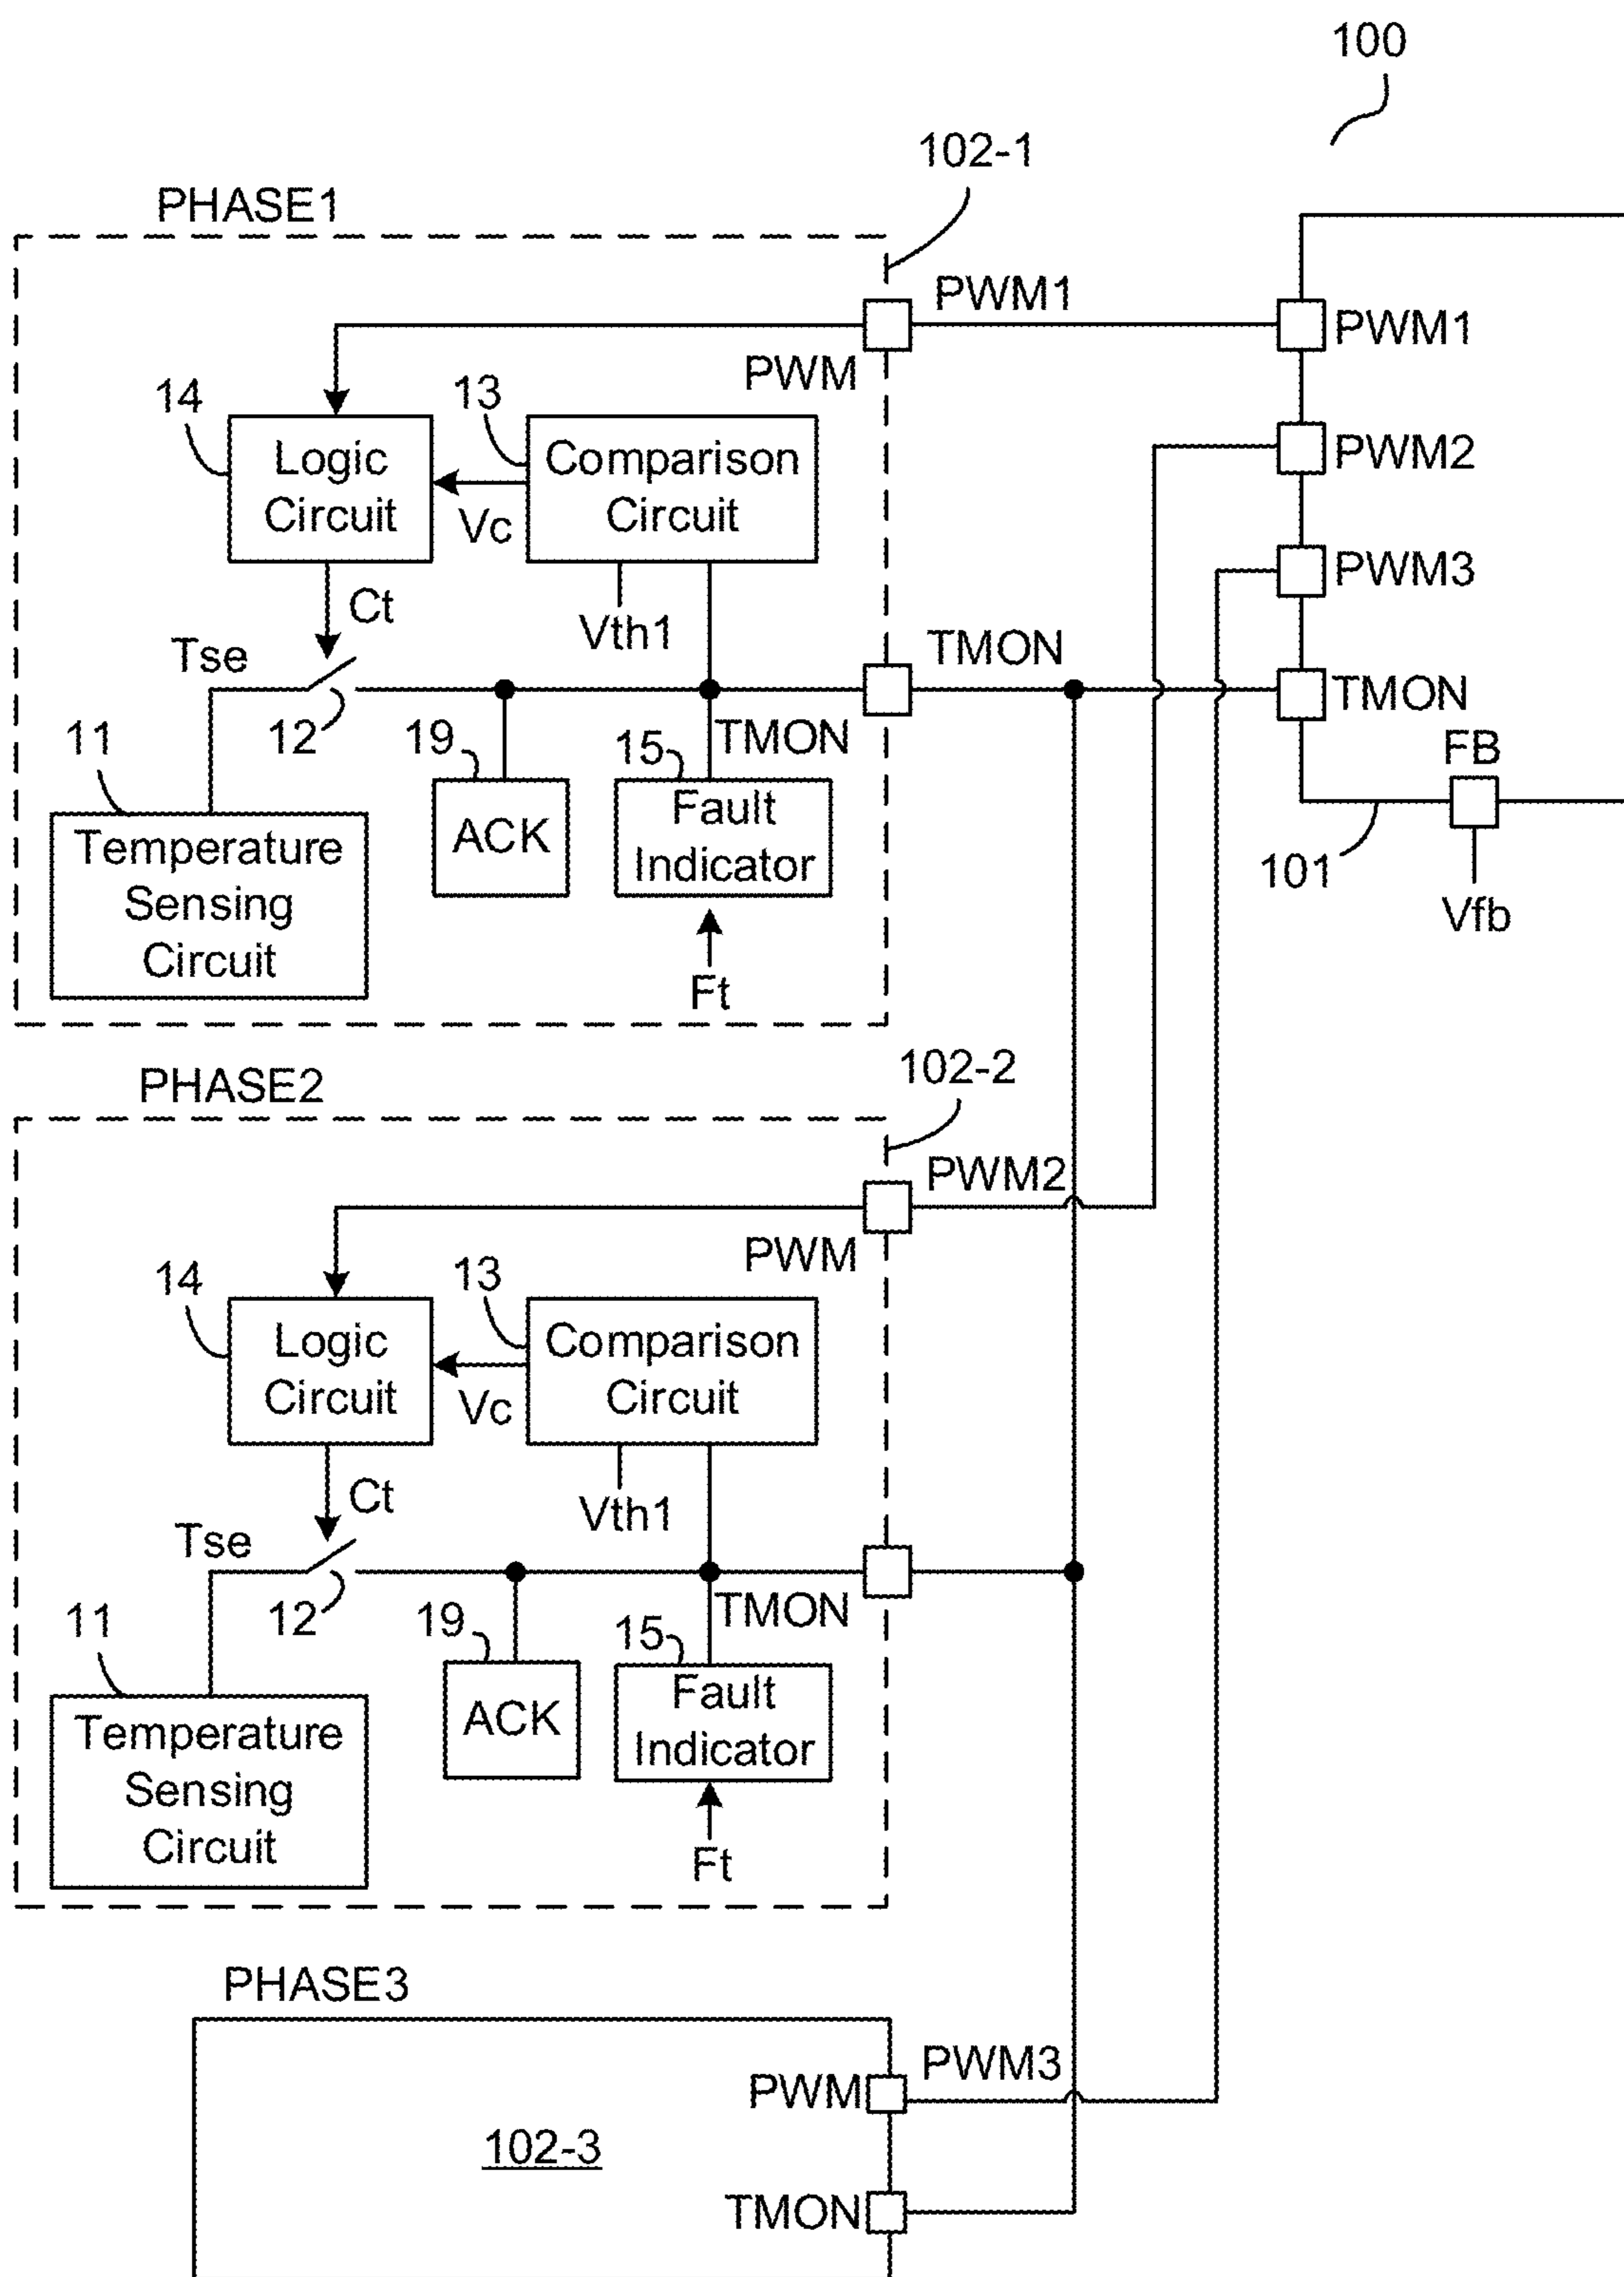 100
102-1
PHASE1
PWM1
PWM1
PWM
14
13
Logic
Circuit
Comparison
Circuit
Vc
PWM2
PWM3
Ct
Vth1
Tse
TMON
TMON
12
19
15
TMON
11
ACK
Fault
Indicator
FB
Temperature
Sensing
Circuit
101
Vfb
Ft
102-2
PHASE2
PWM2
PWM
14
13
Logic
Circuit
Comparison
Circuit
Vc
Ct
Vth1
Tse
12
19
15
TMON
11
ACK
Fault
Indicator
Temperature
Sensing
Circuit
Ft
PHASE3
PWM
PWM3
102-3
TMON